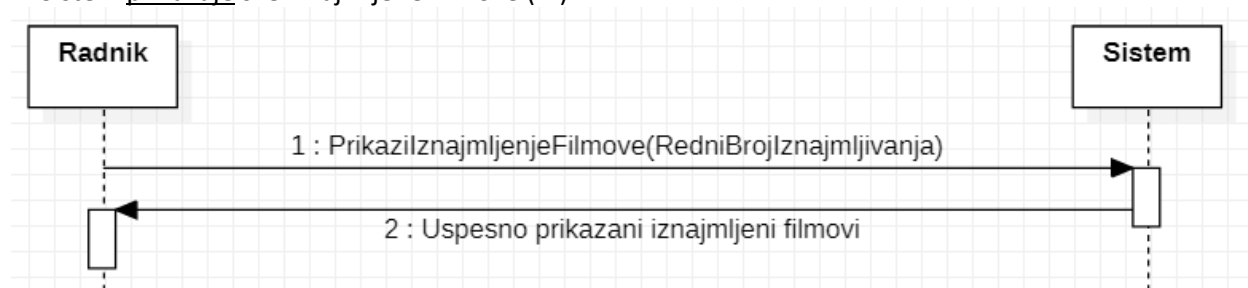 Radnik
Sistem
1 : PrikaziIznajmljenjeFilmove(RedniBrojIznajmljivanja)
2 : Uspesno prikazani iznajmljeni filmovi